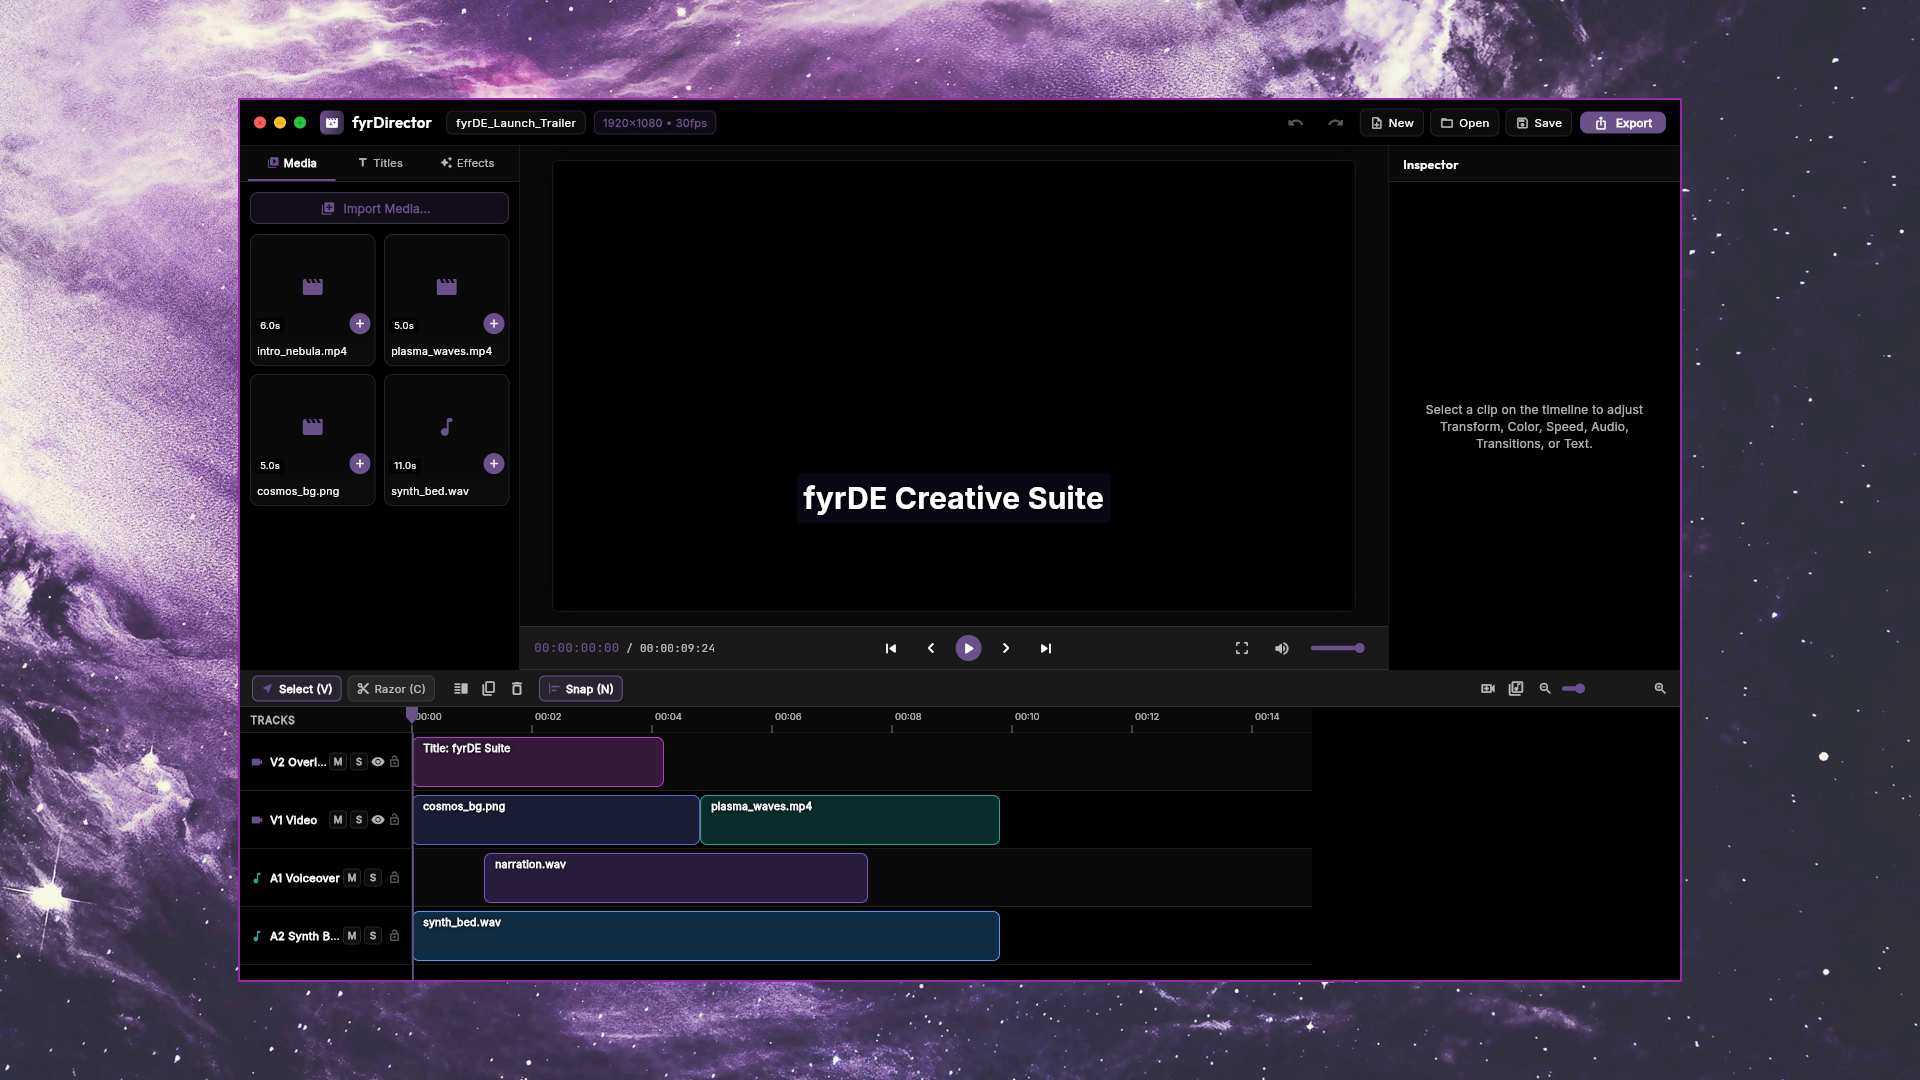 fyrDirector
fyrDE_Launch_Trailer
1920×1080 • 30fps
New
Open
Save
Export
Media
Titles
Effects
Inspector
Import Media...
6.0s
intro_nebula.mp4
5.0s
plasma_waves.mp4
5.0s
cosmos_bg.png
11.0s
synth_bed.wav
fyrDE Creative Suite
Select a clip on the timeline to adjust
Transform, Color, Speed, Audio,
Transitions, or Text.
00:00:00:00 / 00:00:09:24
Select (V)
Razor (C)
Snap (N)
TRACKS
00:00
00:02
00:04
00:06
00:08
00:10
00:12
00:14
V2 Overl...
M
S
Title: fyrDE Suite
V1 Video
M
S
cosmos_bg.png
plasma_waves.mp4
A1 Voiceover
M
S
narration.wav
A2 Synth B...
M
S
synth_bed.wav